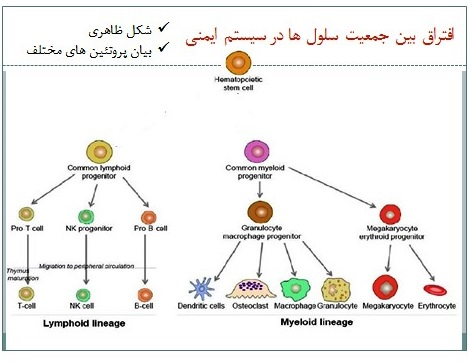 افتراق بین جمعیت سلول ها در سیستم ایمنی
✓ شکل ظاهری
✓ بیان پروتئین های مختلف
Hematopoietic
stem cell
Common lymphoid
progenitor
Common myeloid
progenitor
Pro T cell
NK progenitor
Pro B cell
Granulocyte
macrophage progenitor
Megakaryocyte
erythroid progenitor
Thymus
maturation
Migration to peripheral circulation
T-cell
NK cell
B-cell
Dendritic cells
Osteoclast
Macrophage
Granulocyte
Megakaryocyte
Erythrocyte
Lymphoid lineage
Myeloid lineage